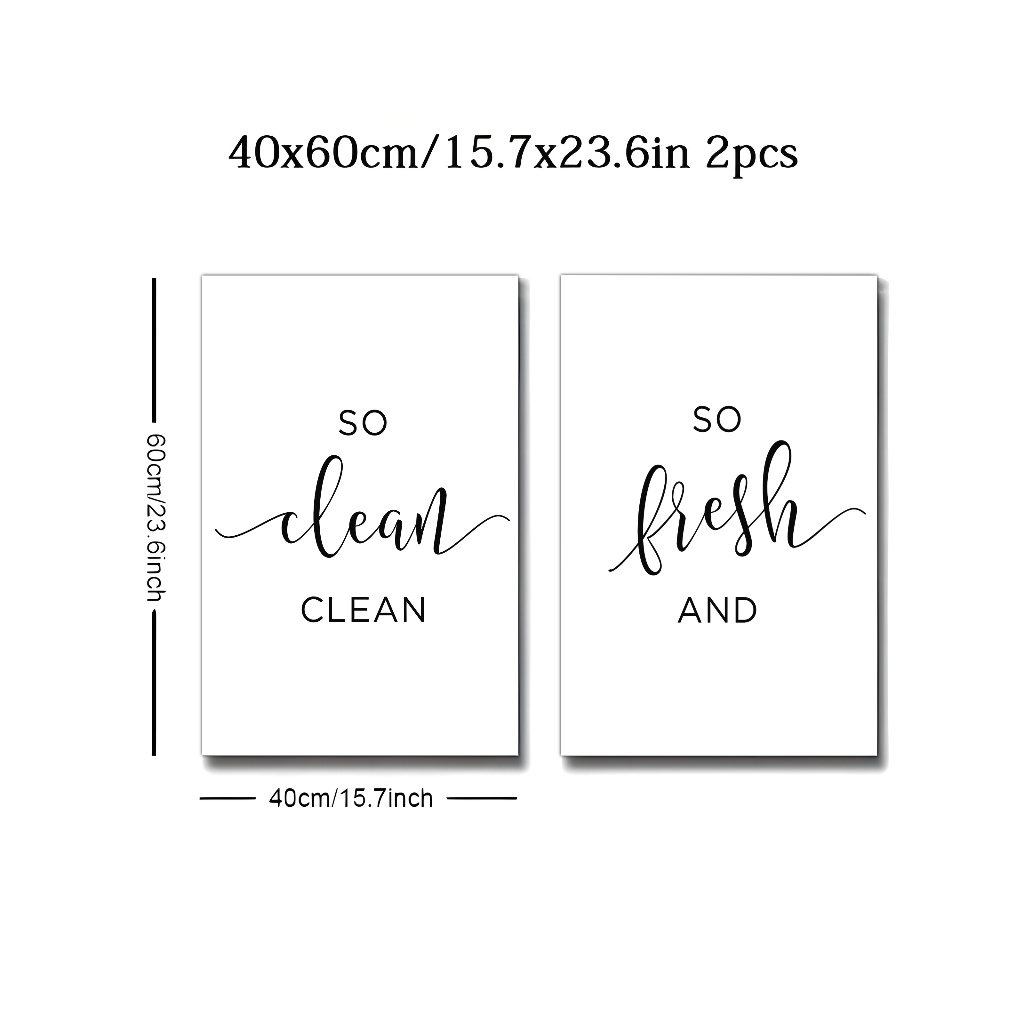 40x60cm/15.7x23.6in 2pcs
60cm/23.6inch
SO
clean
CLEAN
SO
fresh
AND
40cm/15.7inch